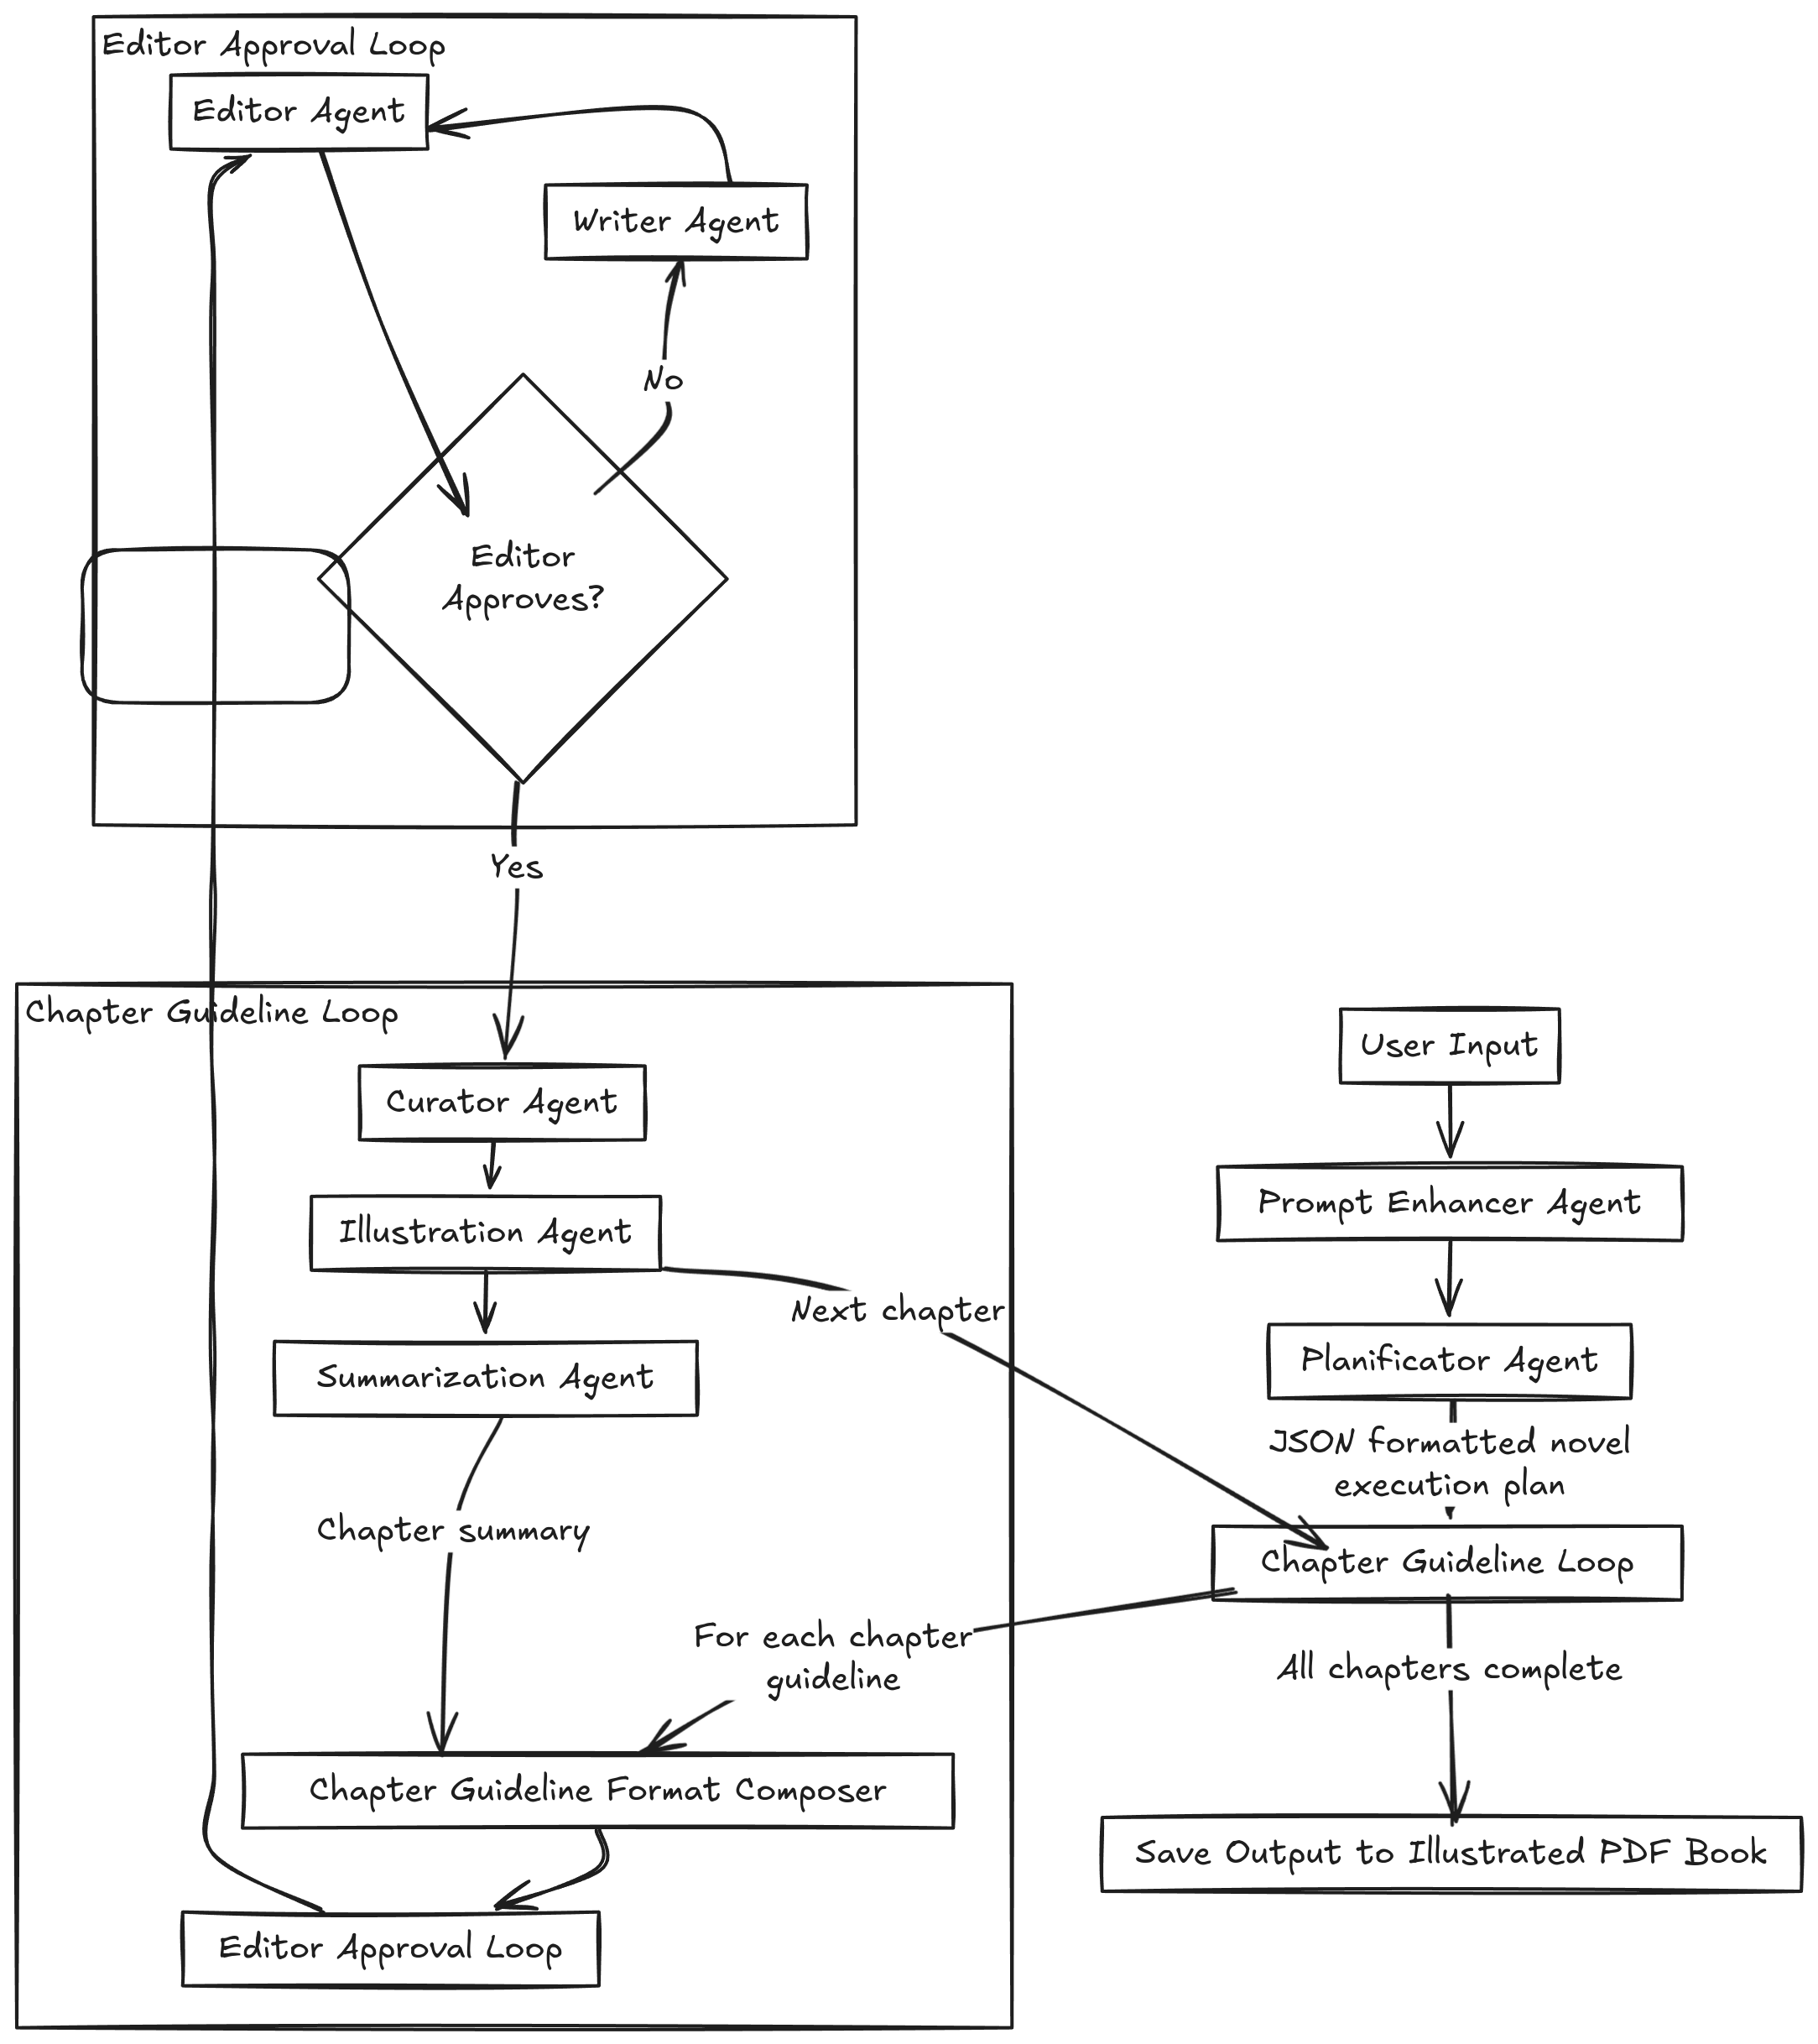 Editor Approval Loop
Editor Agent
Writer Agent
No
Editor
Approves?
Yes
Chapter Guideline Loop
Curator Agent
Illustration Agent
Next chapter
Summarization Agent
Chapter summary
For each chapter
guideline
Chapter Guideline Format Composer
Editor Approval Loop
User Input
Prompt Enhancer Agent
Planificator Agent
JSON formatted novel
execution plan
Chapter Guideline Loop
All chapters complete
Save Output to Illustrated PDF Book